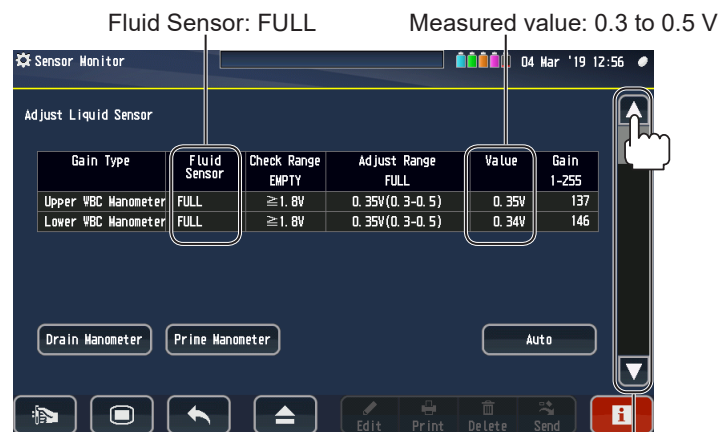 Fluid Sensor: FULL Measured value: 0.3 to 0.5 V
Sensor Monitor 04 Mar '19 12:56
Adjust Liquid Sensor
Gain Type Fluid Sensor Check Range EMPTY Adjust Range FULL Value Gain 1-255
Upper WBC Manometer FULL ≧1.8V 0.35V(0.3-0.5) 0.35V 137
Lower WBC Manometer FULL ≧1.8V 0.35V(0.3-0.5) 0.34V 146
Drain Manometer Prime Manometer Auto
Edit Print Delete Send